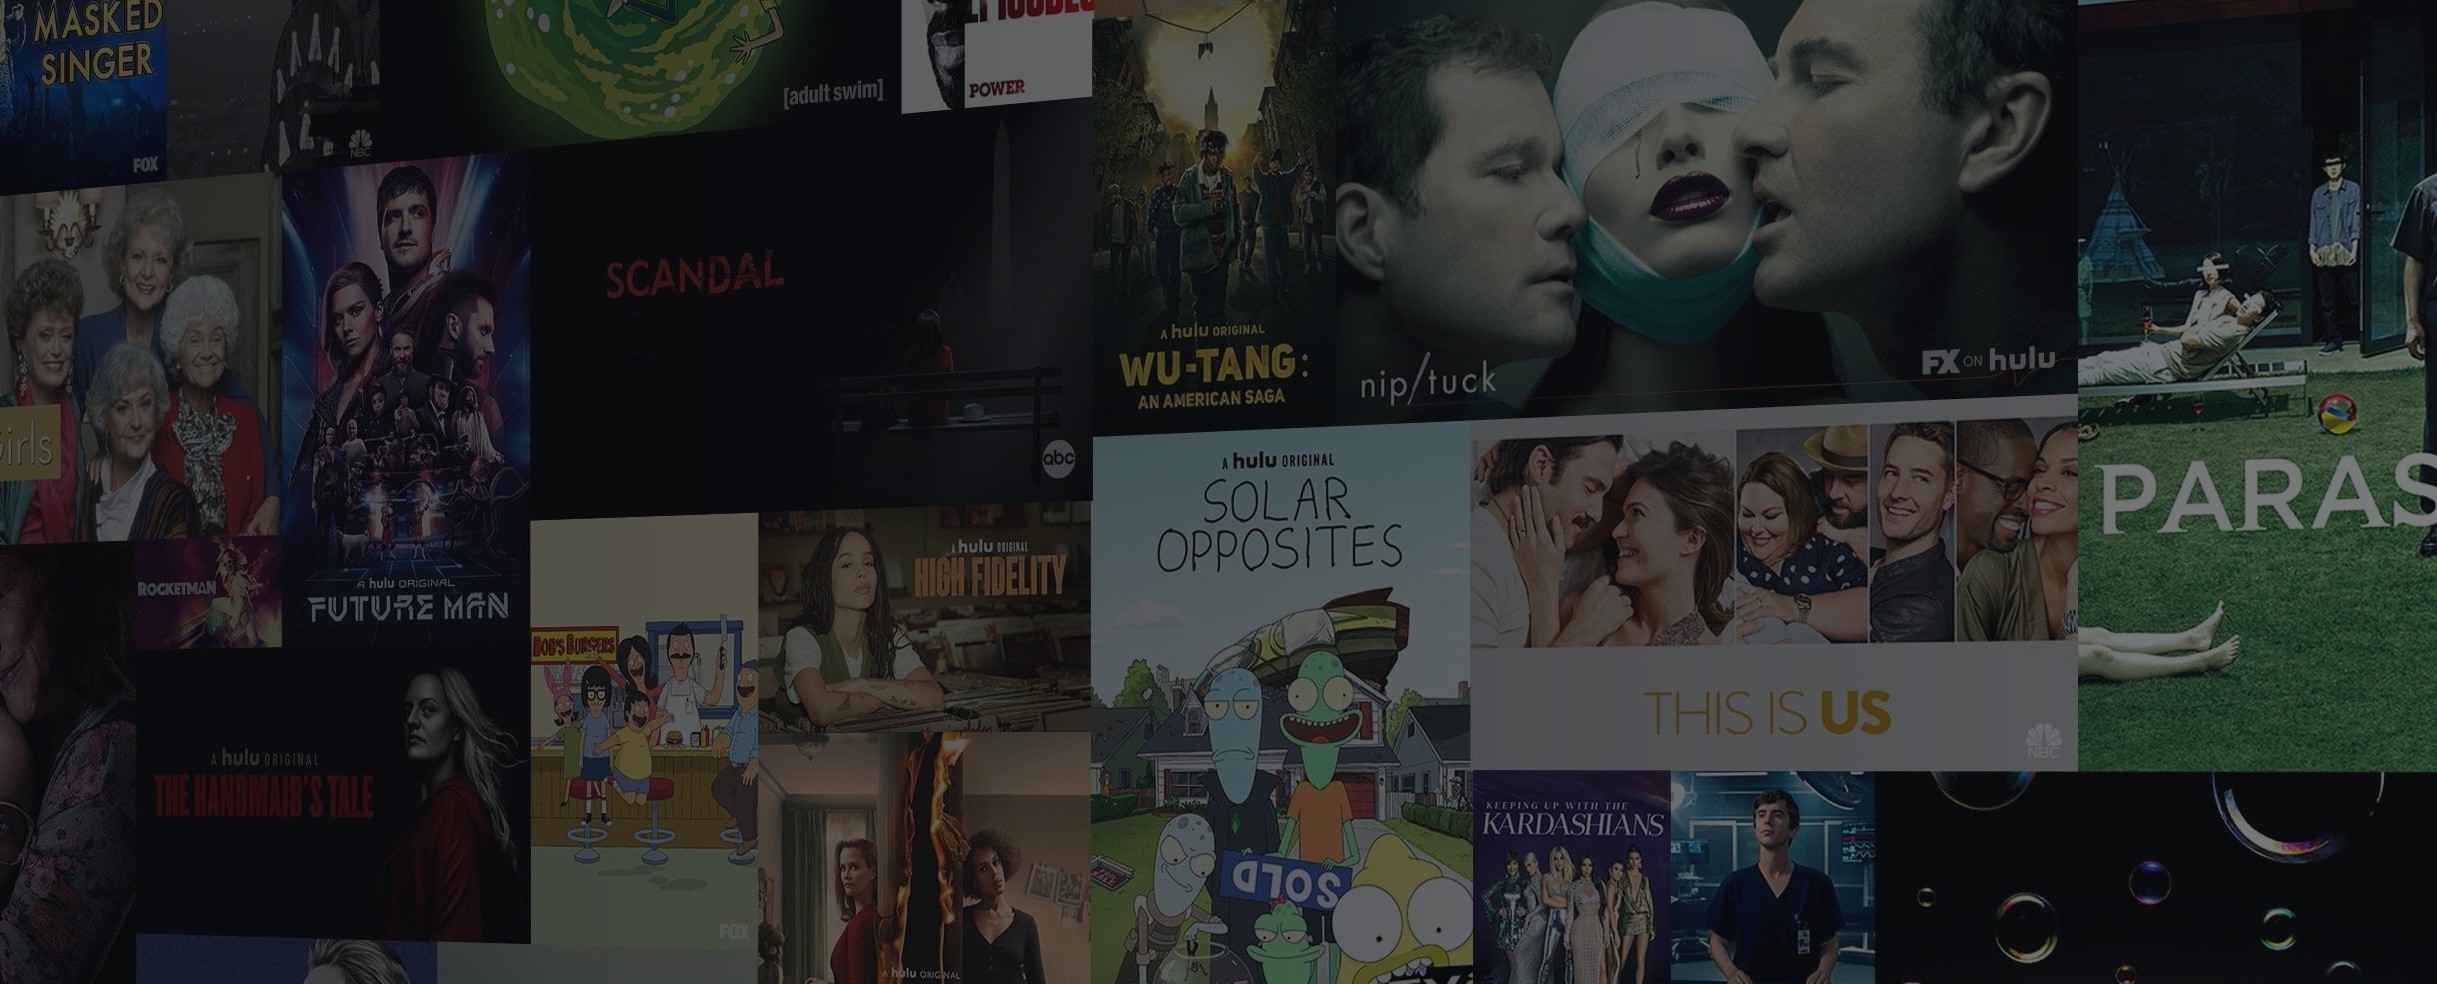 MASKED
SINGER
FOX
NBC
[adult swim]
POWER
irls
A hulu ORIGINAL
FUTURE MAN
SCANDAL
abc
A hulu ORIGINAL
WU-TANG:
AN AMERICAN SAGA
nip/tuck
FX ON hulu
PARAS
ROCKETMAN
A hulu ORIGINAL
THE HANDMAID'S TALE
BOB'S BURGERS
FOX
A hulu ORIGINAL
HIGH FIDELITY
A hulu ORIGINAL
A hulu ORIGINAL
SOLAR
OPPOSITES
SOLD
THIS IS US
NBC
KEEPING UP WITH THE
KARDASHIANS